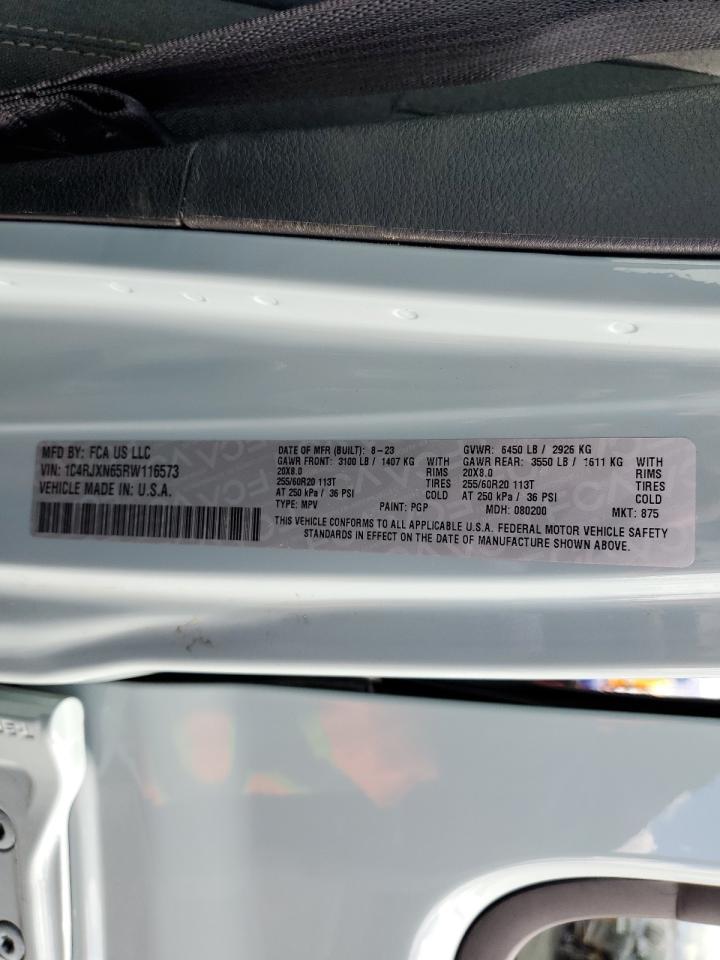 MFD BY: FCA US LLC
VIN: 1C4RJXN65RW116573
VEHICLE MADE IN U.S.A.
DATE OF MFR (BUILT): 8-23 GVWR: 6450 LB / 2926 KG
GAWR FRONT: 3100 LB / 1407 KG WITH GAWR REAR: 3550 LB / 1611 KG WITH
20X8.0 RIMS 20X8.0 RIMS
255/60R20 113T TIRES 255/60R20 113T TIRES
AT 250 kPa / 36 PSI COLD AT 250 kPa / 36 PSI COLD
TYPE: MPV PAINT: PGP MDH: 080200 MKT: 875
THIS VEHICLE CONFORMS TO ALL APPLICABLE U.S.A. FEDERAL MOTOR VEHICLE SAFETY
STANDARDS IN EFFECT ON THE DATE OF MANUFACTURE SHOWN ABOVE.